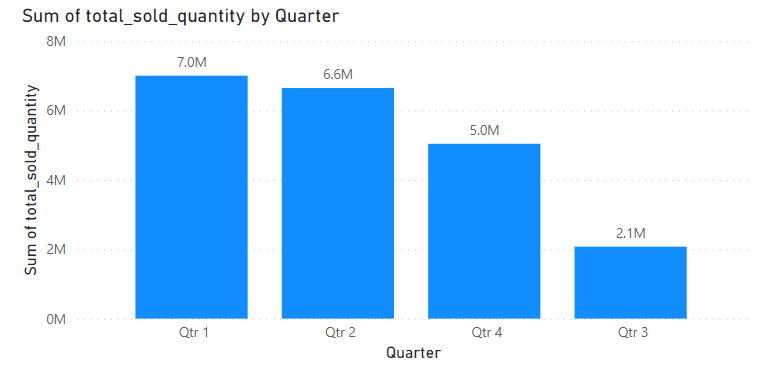 Sum of total_sold_quantity by Quarter
Sum of total_sold_quantity
8M
6M
4M
2M
0M
7.0M
6.6M
5.0M
2.1M
Qtr 1
Qtr 2
Qtr 4
Qtr 3
Quarter